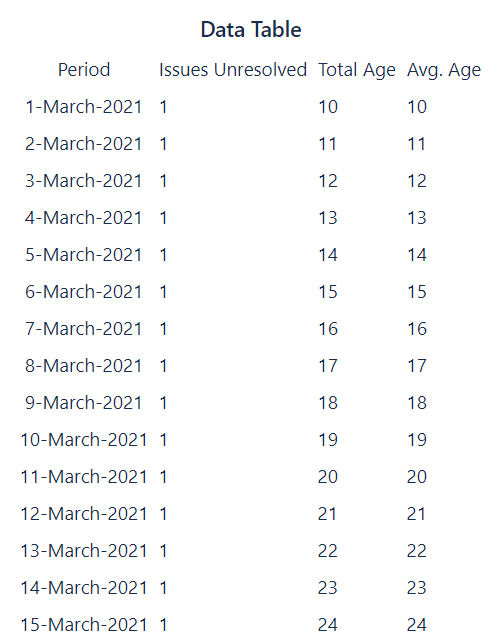 Data Table
Period Issues Unresolved Total Age Avg. Age
1-March-2021 1 10 10
2-March-2021 1 11 11
3-March-2021 1 12 12
4-March-2021 1 13 13
5-March-2021 1 14 14
6-March-2021 1 15 15
7-March-2021 1 16 16
8-March-2021 1 17 17
9-March-2021 1 18 18
10-March-2021 1 19 19
11-March-2021 1 20 20
12-March-2021 1 21 21
13-March-2021 1 22 22
14-March-2021 1 23 23
15-March-2021 1 24 24